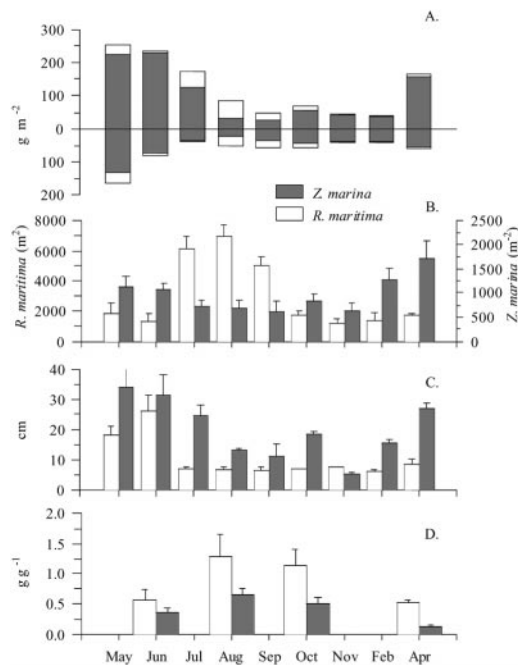 A.
300
200
100
0
100
200
g m -2
Z. marina
R. maritima
B.
8000
6000
4000
2000
0
R. maritima (m²)
2500
2000
1500
1000
500
0
Z. marina (m-2)
C.
40
30
20
10
0
cm
D.
2.0
1.5
1.0
0.5
0.0
g g-1
May Jun Jul Aug Sep Oct Nov Feb Apr